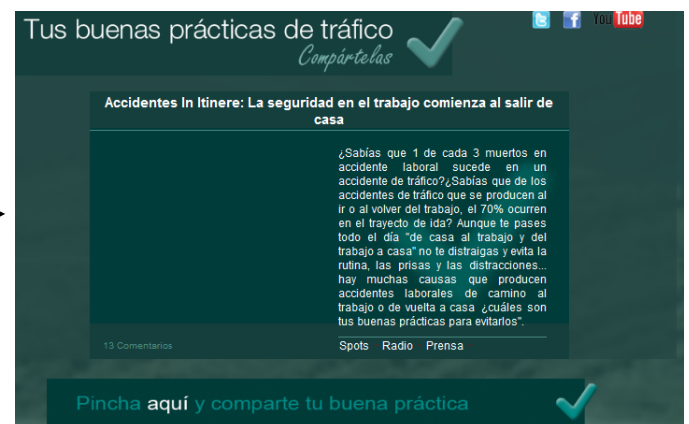 Tus buenas prácticas de tráfico
Compártelas
You Tube
Accidentes In Itinere: La seguridad en el trabajo comienza al salir de
casa
¿Sabías que 1 de cada 3 muertos en
accidente laboral sucede en un
accidente de tráfico?¿Sabías que de los
accidentes de tráfico que se producen al
ir o al volver del trabajo, el 70% ocurren
en el trayecto de ida? Aunque te pases
todo el día "de casa al trabajo y del
trabajo a casa" no te distraigas y evita la
rutina, las prisas y las distracciones...
hay muchas causas que producen
accidentes laborales de camino al
trabajo o de vuelta a casa ¿cuáles son
tus buenas prácticas para evitarlos".
13 Comentarios
Spots Radio Prensa
Pincha aquí y comparte tu buena práctica